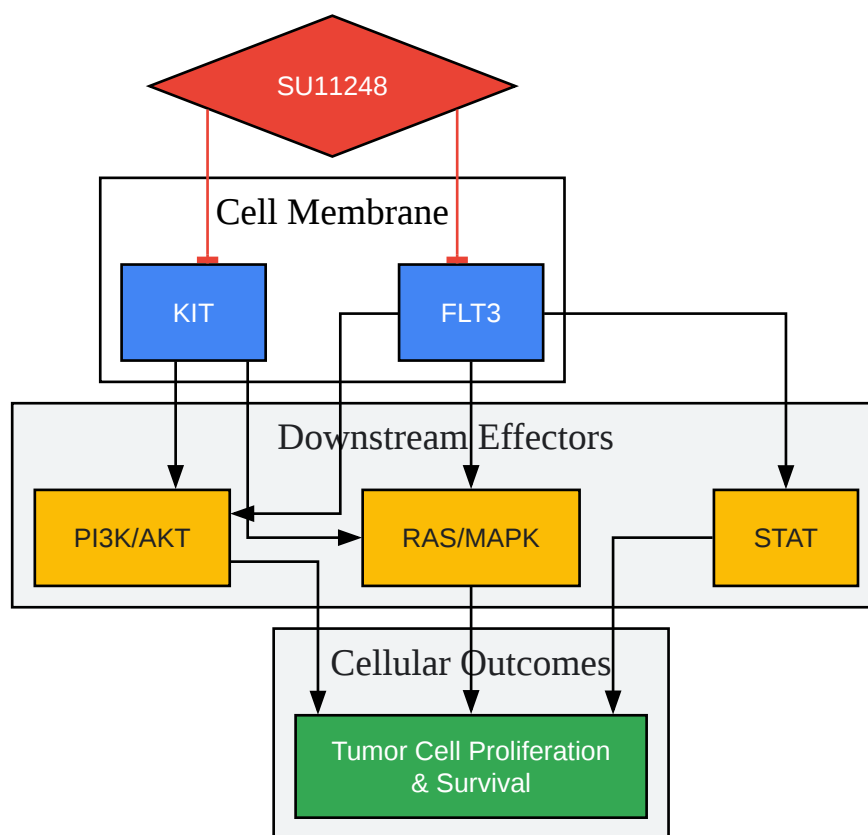 SU11248
Cell Membrane
KIT
FLT3
Downstream Effectors
PI3K/AKT
RAS/MAPK
STAT
Cellular Outcomes
Tumor Cell Proliferation
& Survival